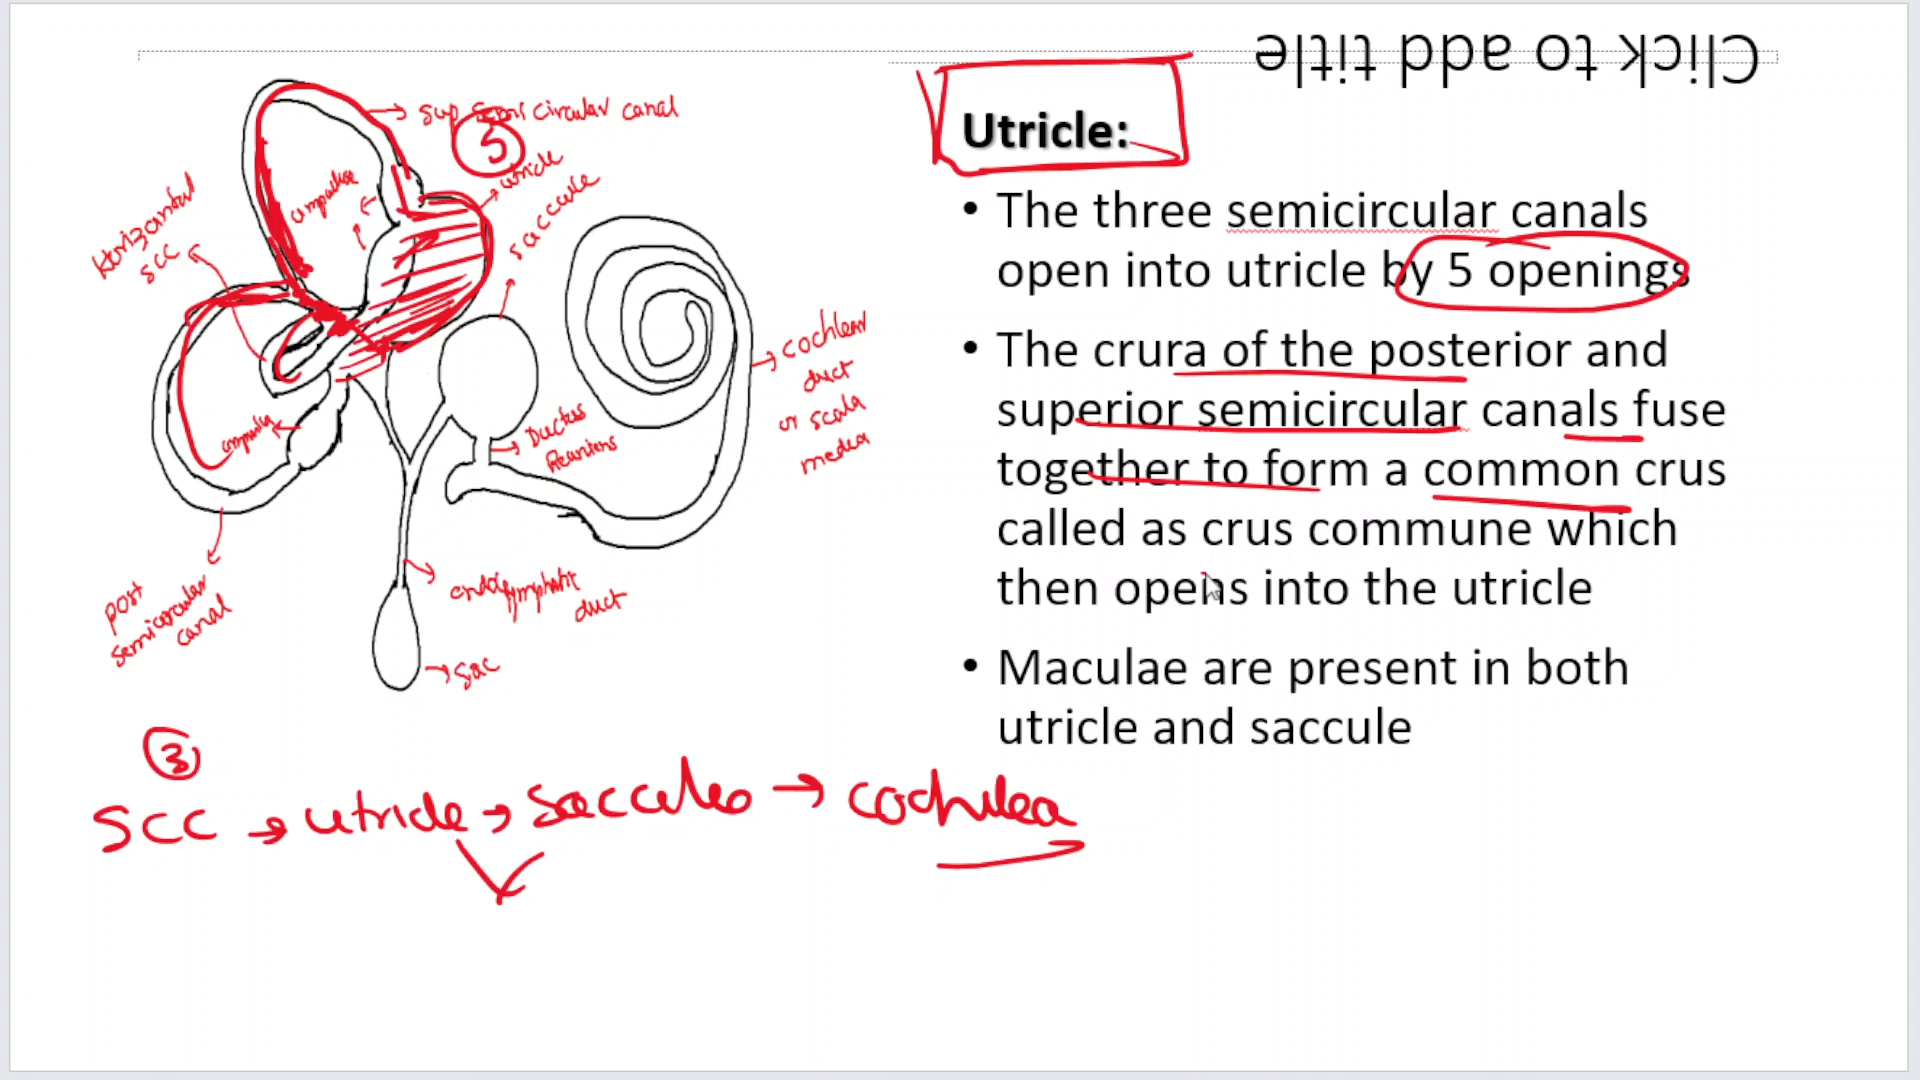 Click to add title
Utricle:
• The three semicircular canals
open into utricle by 5 openings
• The crura of the posterior and
superior semicircular canals fuse
together to form a common crus
called as crus commune which
then opens into the utricle
• Maculae are present in both
utricle and saccule
sup semi circular canal
5
utricle
saccule
Horizontal
SCC
cochlear
duct
or scala
media
Ductus
Reuniens
endolymphatic
duct
sac
post
semicircular
canal
3
SCC → utricle → saccule → cochlea